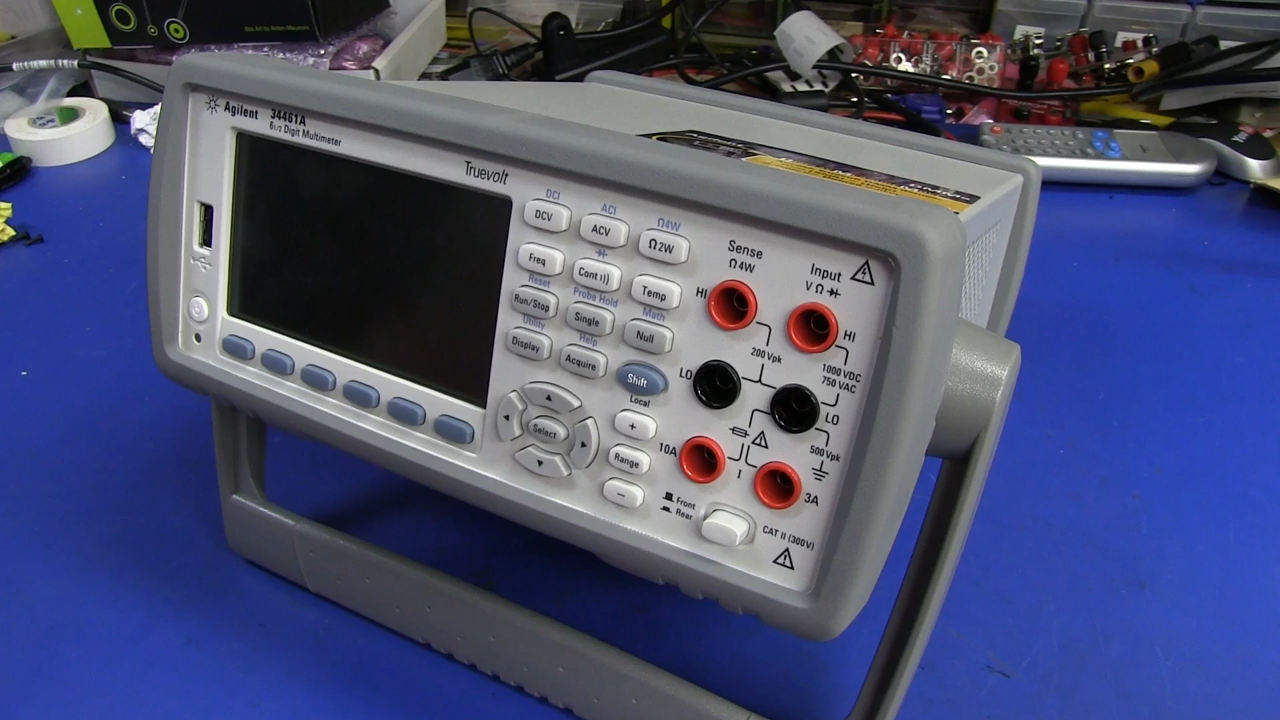 Agilent 34461A
6 1/2 Digit Multimeter
Truevolt
DCI
DCV
ACI
ACV
Ω4W
Ω2W
Freq
Cont
Temp
Reset
Run/Stop
Probe Hold
Single
Math
Null
Utility
Display
Help
Acquire
Shift
Local
Select
+
Range
−
Sense
Ω4W
Input
V Ω
HI
HI
200 Vpk
1000 VDC
750 VAC
LO
LO
500 Vpk
10A
I
3A
Front
Rear
CAT II (300V)